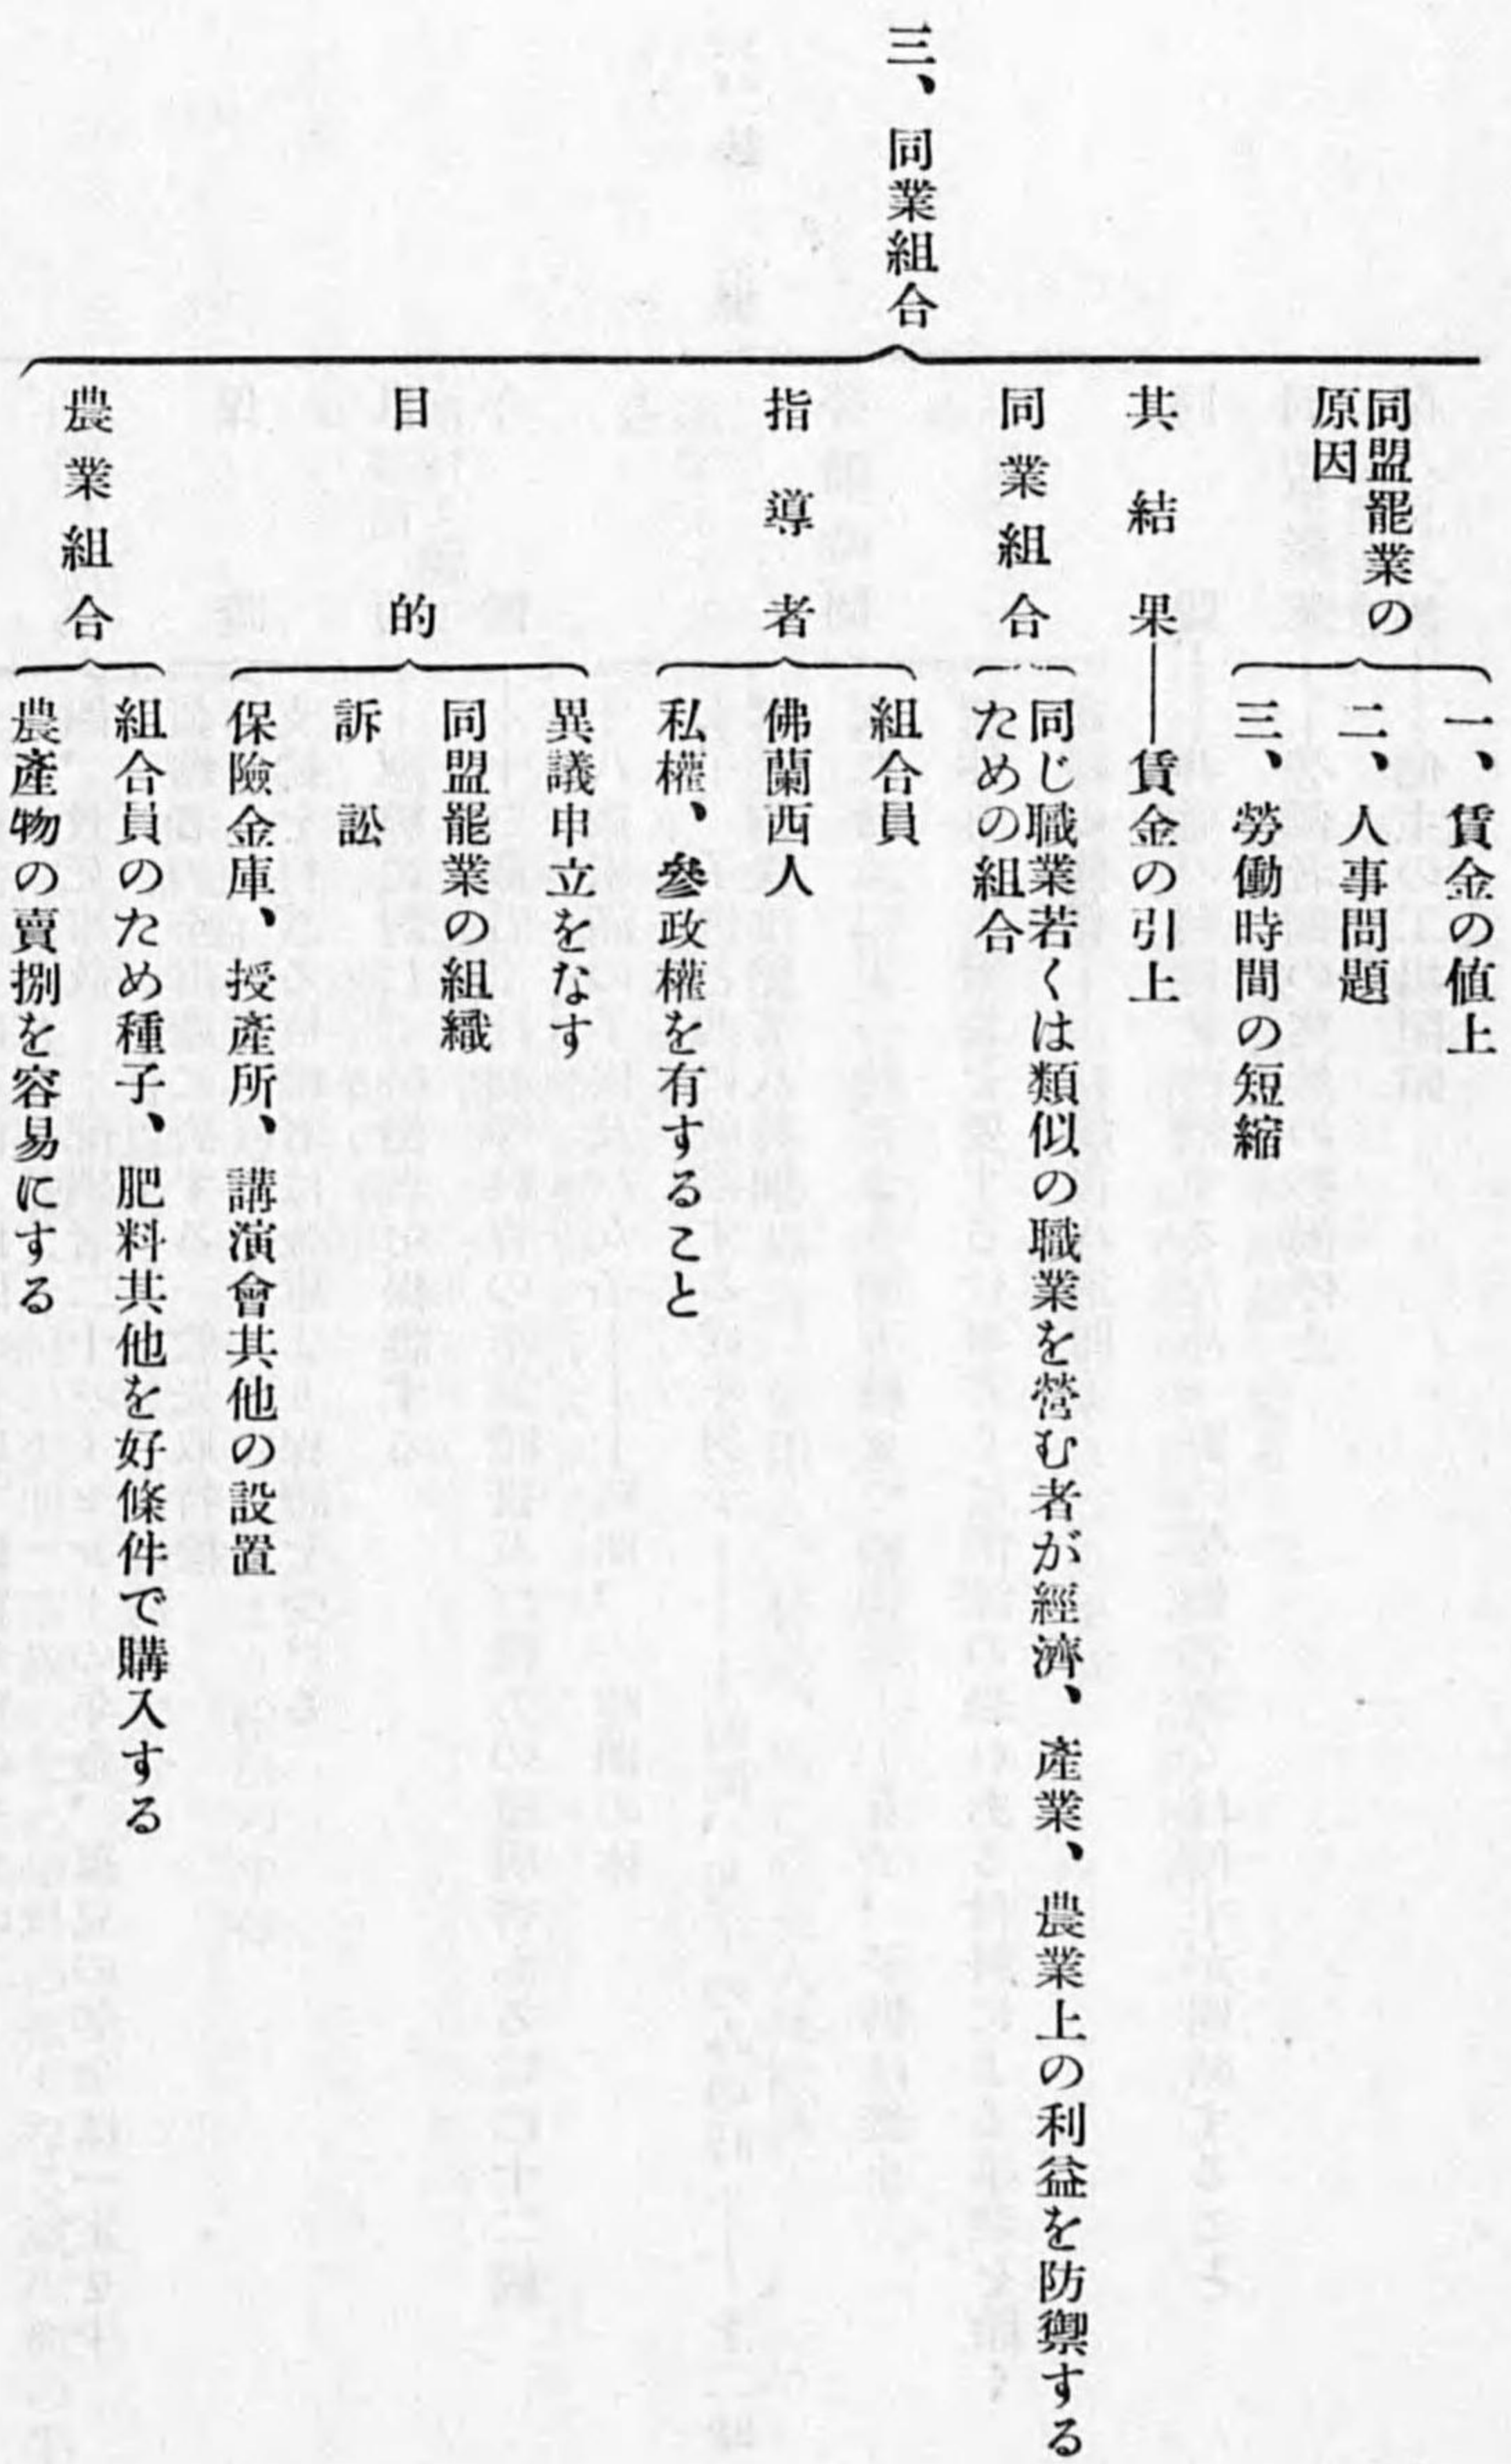 三、同業組合
同盟罷業の
原因
一、賃金の値上
二、人事問題
三、勞働時間の短縮
其結果——賃金の引上
同業組合
同じ職業若くは類似の職業を營む者が經濟、産業、農業上の利益を防禦する
ための組合
指導者
組合員
佛蘭西人
私權、參政權を有すること
目的
異議申立をなす
同盟罷業の組織
訴訟
保險金庫、授産所、講演會其他の設置
農業組合
組合員のため種子、肥料其他を好條件で購入する
農産物の賣捌を容易にする